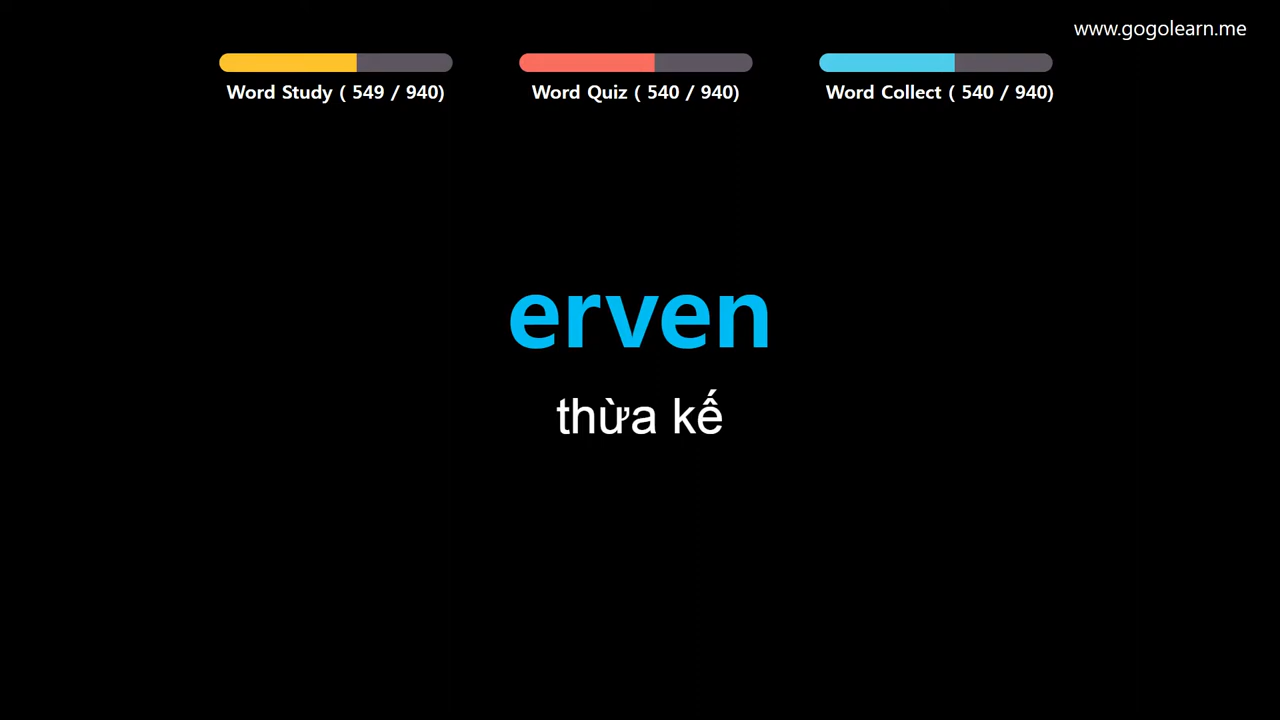 www.gogolearn.me
Word Study ( 549 / 940)
Word Quiz ( 540 / 940)
Word Collect ( 540 / 940)
erven
thừa kế